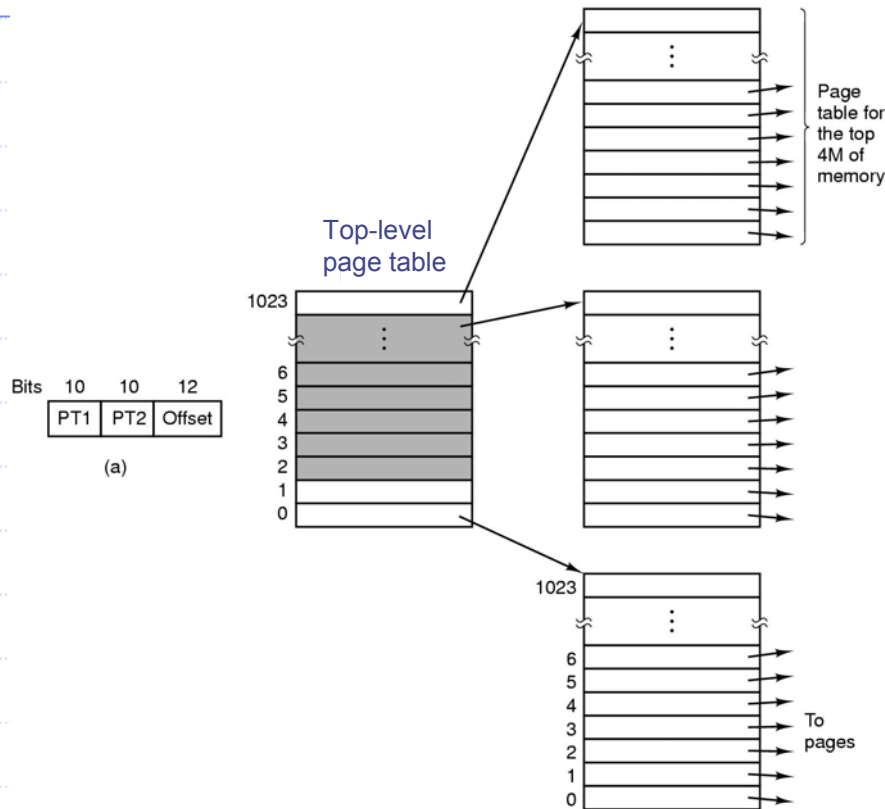 Page
table for
the top
4M of
memory
Top-level
page table
1023
6
5
4
3
2
1
0
Bits 10 10 12
PT1 PT2 Offset
(a)
1023
6
5
4
3
2
1
0
To
pages